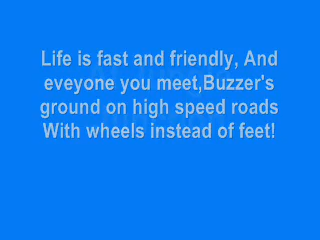 Life is fast and friendly, And
eveyone you meet,Buzzer's
ground on high speed roads
With wheels instead of feet!